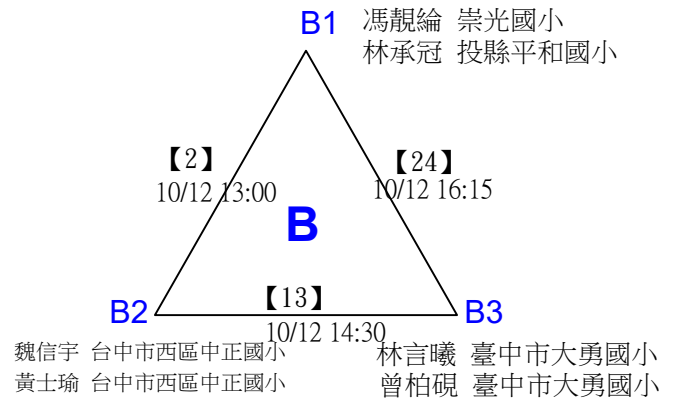 B1
馮靚綸 崇光國小
林承冠 投縣平和國小
【2】
10/12 13:00
【24】
10/12 16:15
B
【13】
10/12 14:30
B2
B3
魏信宇 台中市西區中正國小
黃士瑜 台中市西區中正國小
林言曦 臺中市大勇國小
曾柏硯 臺中市大勇國小